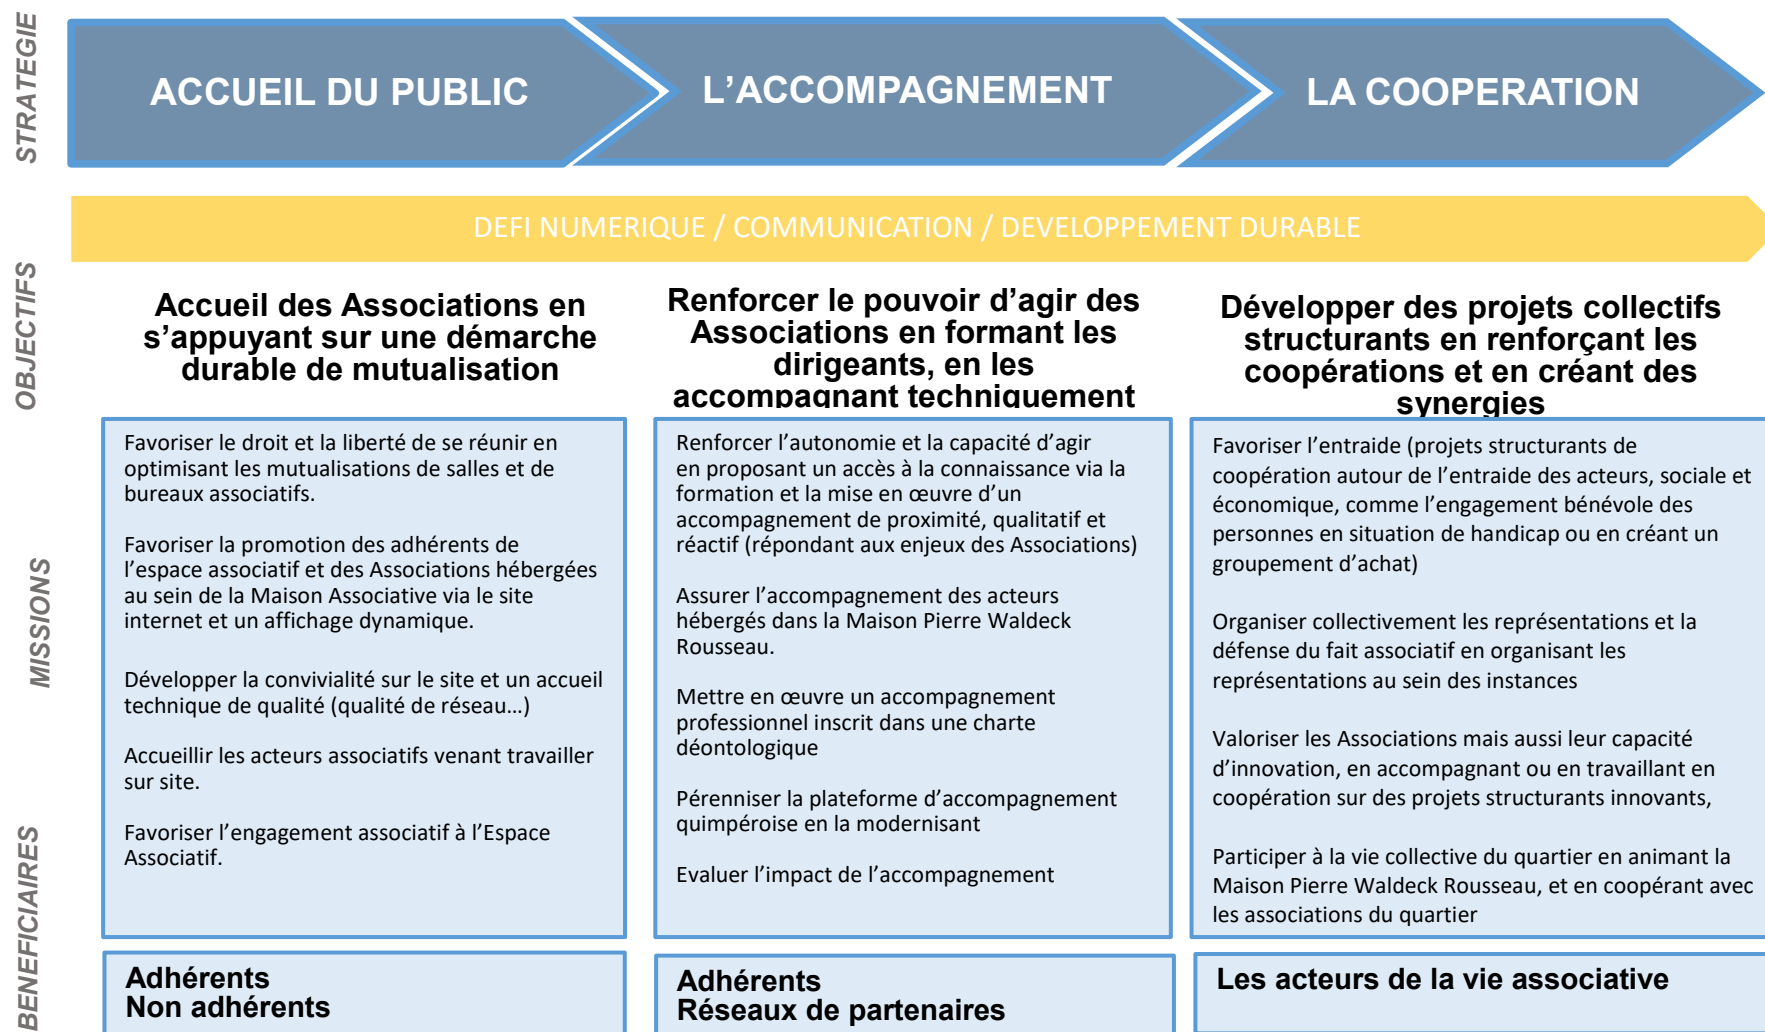 STRATEGIE
ACCUEIL DU PUBLIC
L’ACCOMPAGNEMENT
LA COOPERATION
DEFI NUMERIQUE / COMMUNICATION / DEVELOPPEMENT DURABLE
OBJECTIFS
Accueil des Associations en
s’appuyant sur une démarche
durable de mutualisation
Renforcer le pouvoir d’agir des
Associations en formant les
dirigeants, en les
accompagnant techniquement
Développer des projets collectifs
structurants en renforçant les
coopérations et en créant des
synergies
MISSIONS
Favoriser le droit et la liberté de se réunir en
optimisant les mutualisations de salles et de
bureaux associatifs.
Favoriser la promotion des adhérents de
l’espace associatif et des Associations hébergées
au sein de la Maison Associative via le site
internet et un affichage dynamique.
Développer la convivialité sur le site et un accueil
technique de qualité (qualité de réseau…)
Accueillir les acteurs associatifs venant travailler
sur site.
Favoriser l’engagement associatif à l’Espace
Associatif.
Renforcer l’autonomie et la capacité d’agir
en proposant un accès à la connaissance via la
formation et la mise en œuvre d’un
accompagnement de proximité, qualitatif et
réactif (répondant aux enjeux des Associations)
Assurer l’accompagnement des acteurs
hébergés dans la Maison Pierre Waldeck
Rousseau.
Mettre en œuvre un accompagnement
professionnel inscrit dans une charte
déontologique
Pérenniser la plateforme d’accompagnement
quimpéroise en la modernisant
Evaluer l’impact de l’accompagnement
Favoriser l’entraide (projets structurants de
coopération autour de l’entraide des acteurs, sociale et
économique, comme l’engagement bénévole des
personnes en situation de handicap ou en créant un
groupement d’achat)
Organiser collectivement les représentations et la
défense du fait associatif en organisant les
représentations au sein des instances
Valoriser les Associations mais aussi leur capacité
d’innovation, en accompagnant ou en travaillant en
coopération sur des projets structurants innovants,
Participer à la vie collective du quartier en animant la
Maison Pierre Waldeck Rousseau, et en coopérant avec
les associations du quartier
BENEFICIAIRES
Adhérents
Non adhérents
Adhérents
Réseaux de partenaires
Les acteurs de la vie associative